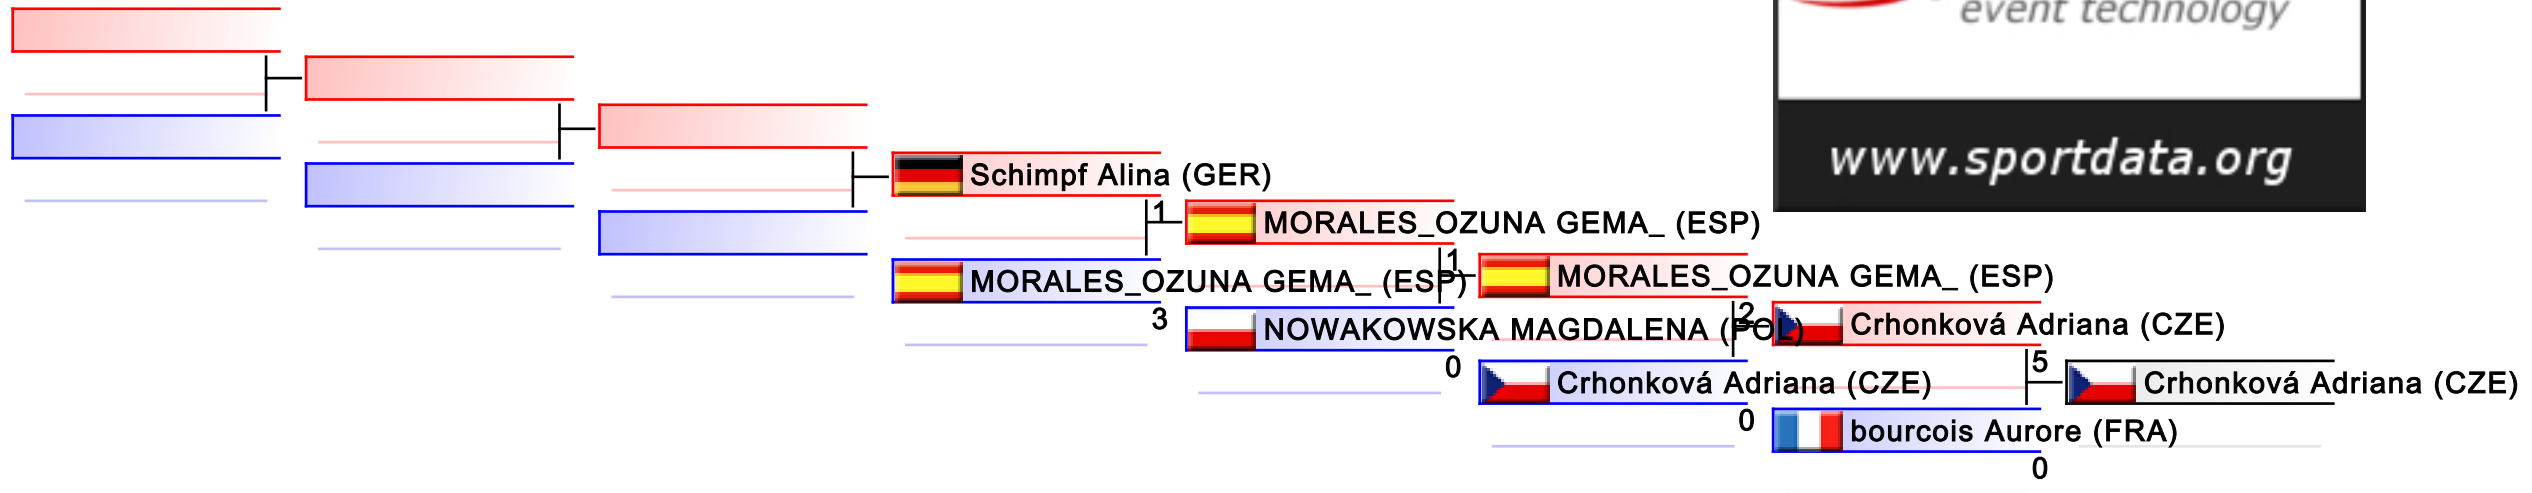 event technology
www.sportdata.org
Schimpf Alina (GER)
1
MORALES_OZUNA GEMA_ (ESP)
3
MORALES_OZUNA GEMA_ (ESP)
1
NOWAKOWSKA MAGDALENA (POL)
0
MORALES_OZUNA GEMA_ (ESP)
2
Crhonková Adriana (CZE)
0
Crhonková Adriana (CZE)
5
bourcois Aurore (FRA)
0
Crhonková Adriana (CZE)